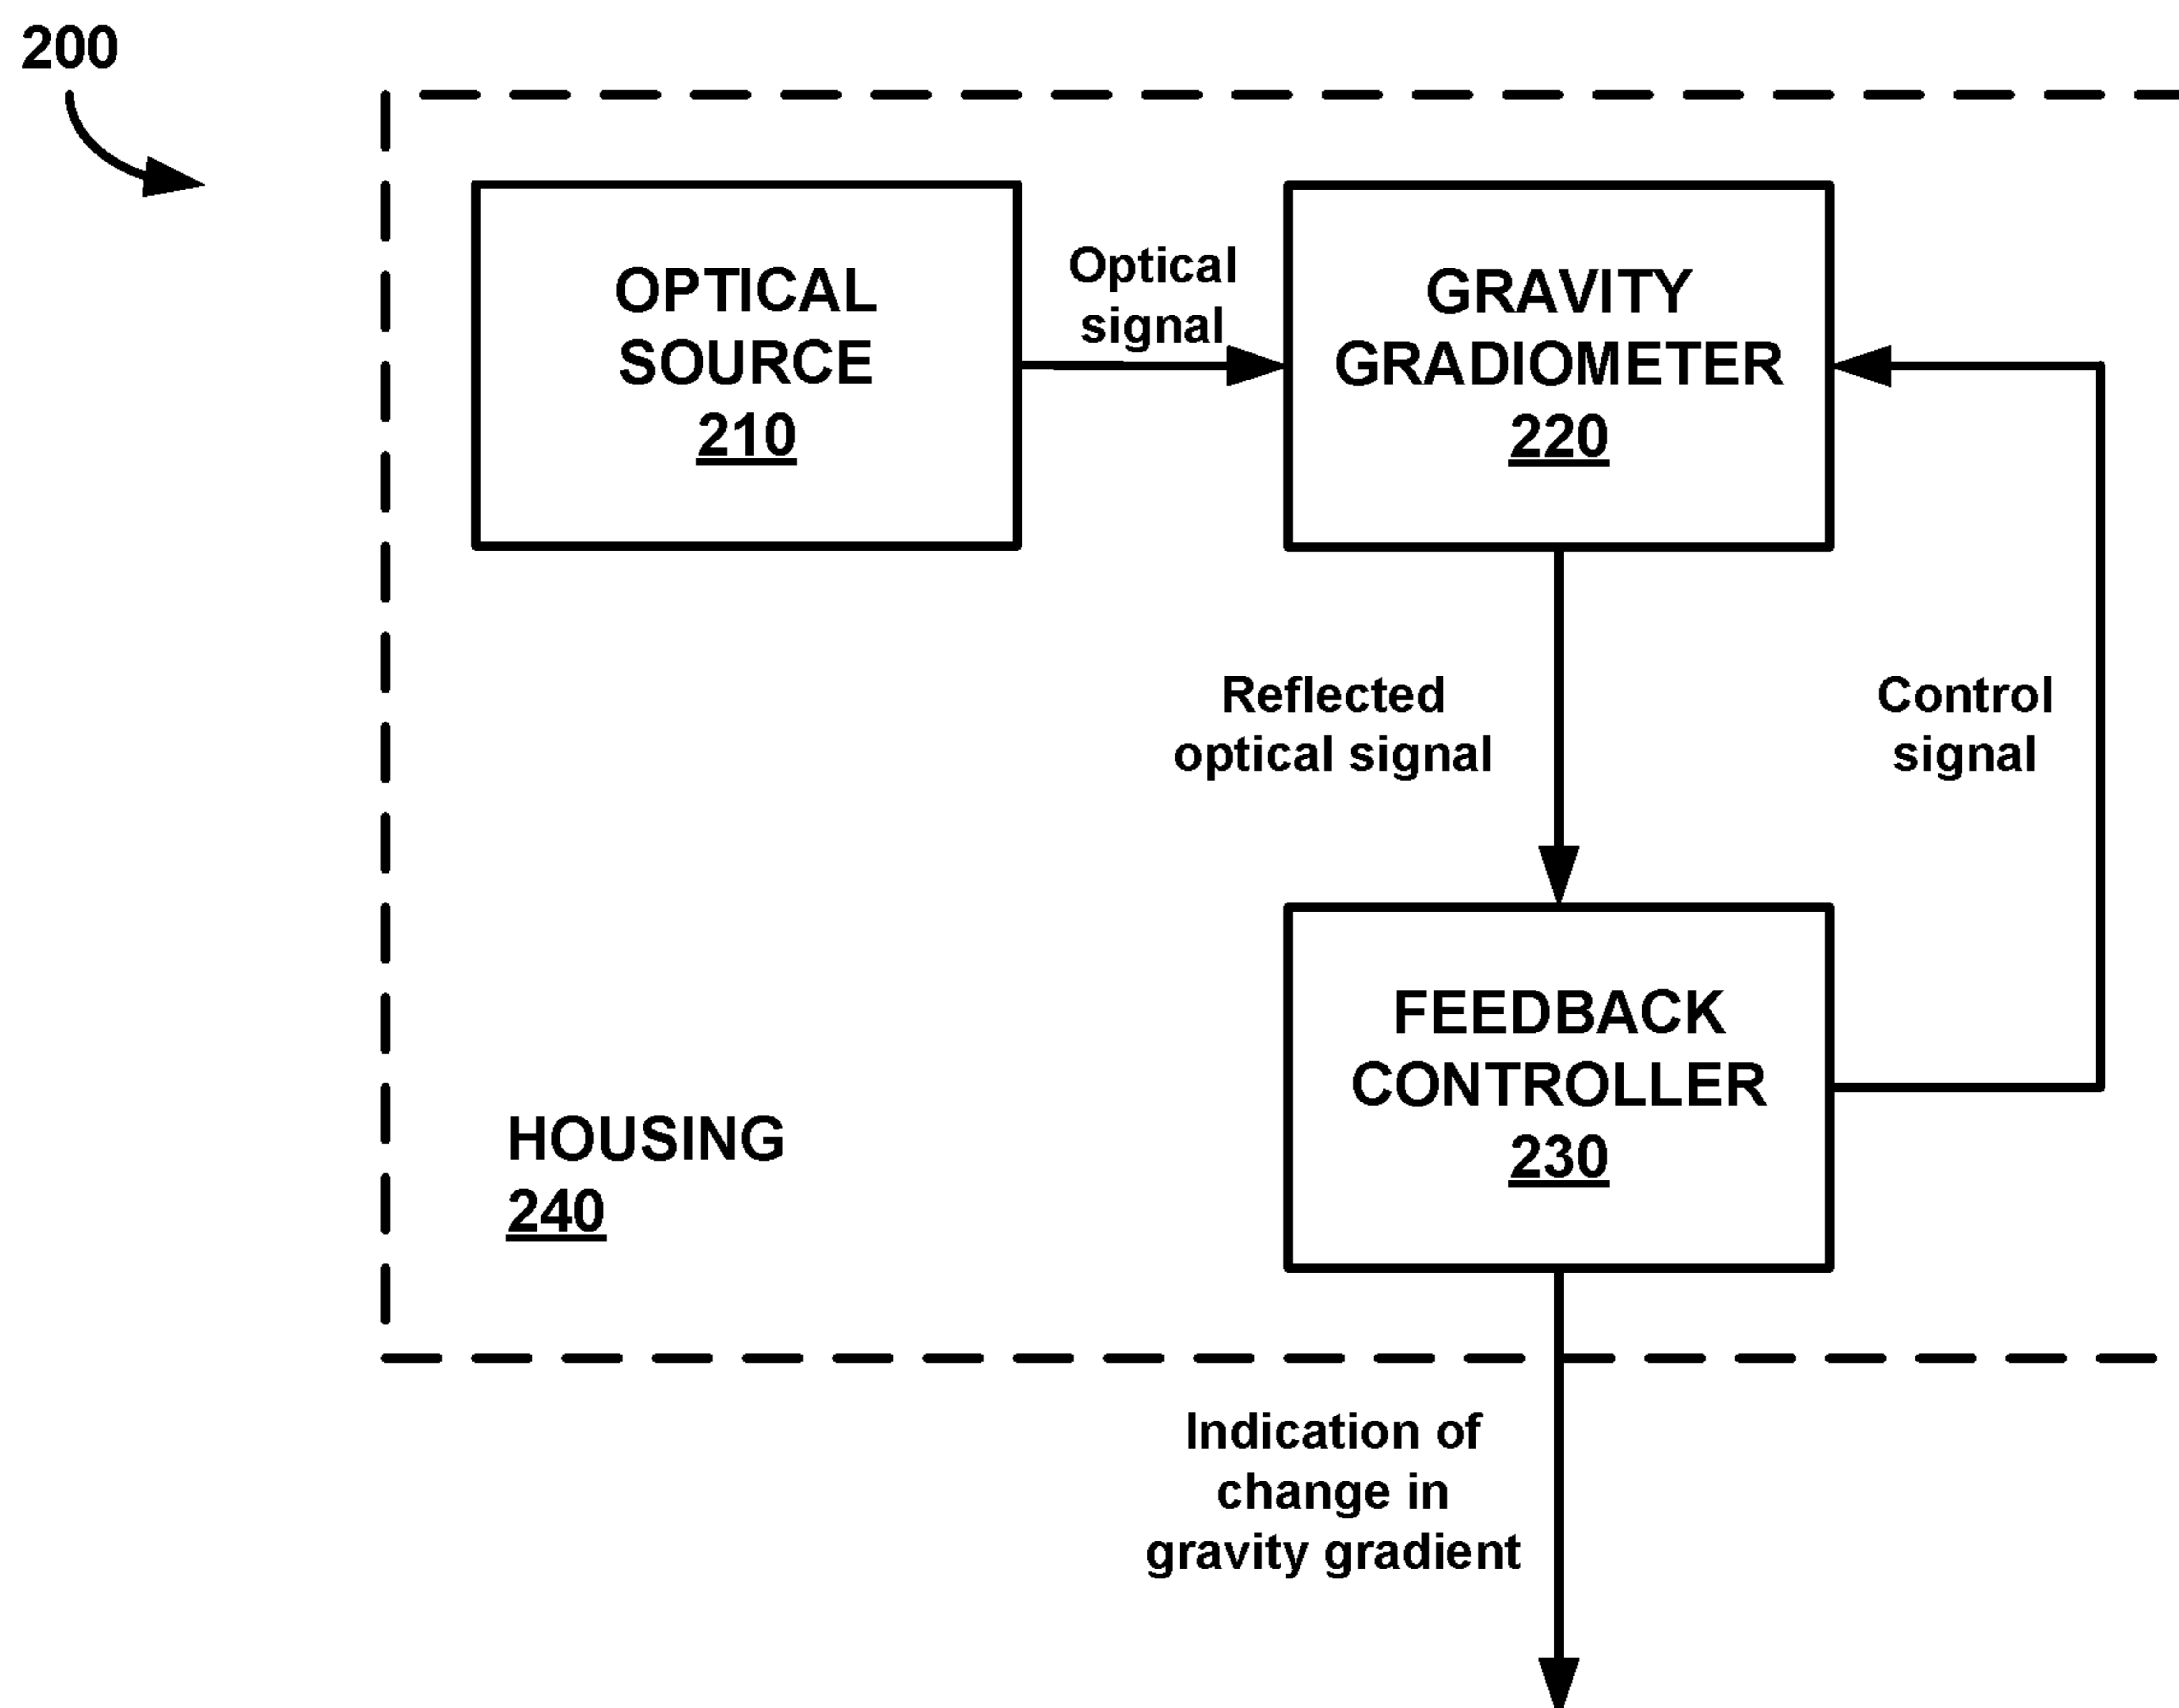 200
OPTICAL
SOURCE
210
Optical
signal
GRAVITY
GRADIOMETER
220
Reflected
optical signal
Control
signal
FEEDBACK
CONTROLLER
230
HOUSING
240
Indication of
change in
gravity gradient